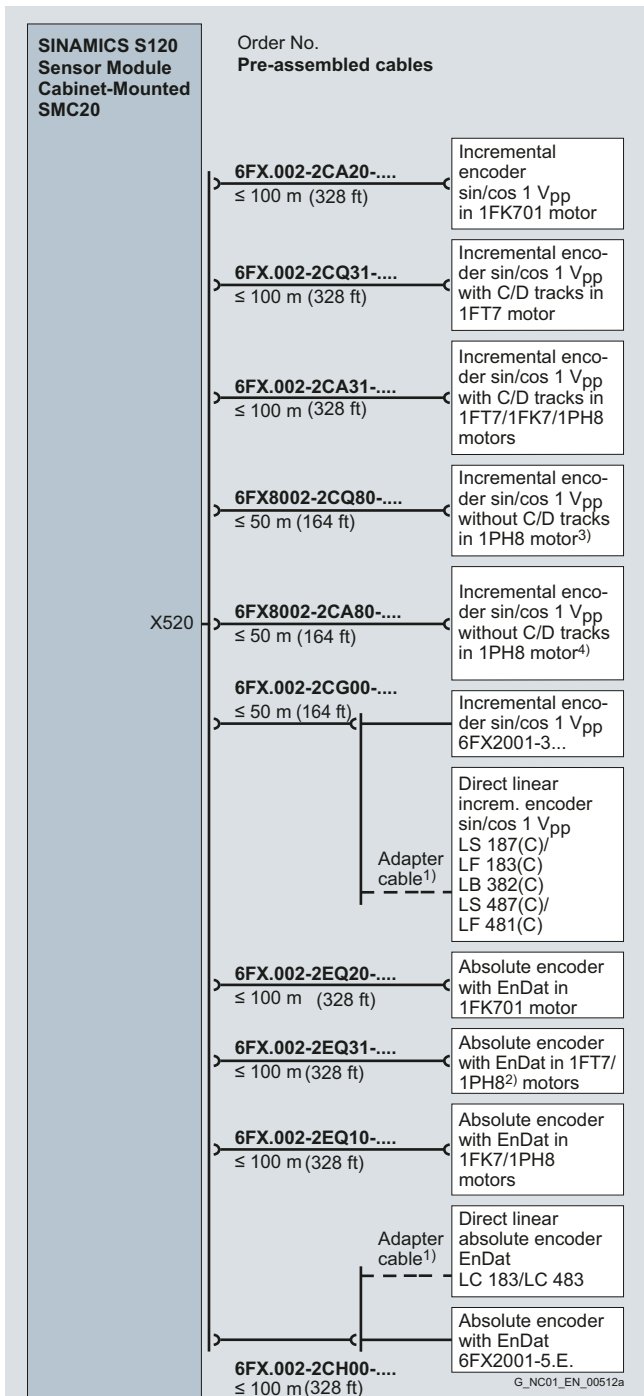 SINAMICS S120
Sensor Module
Cabinet-Mounted
SMC20
Order No.
Pre-assembled cables
6FX.002-2CA20-....
≤ 100 m (328 ft)
Incremental
encoder
sin/cos 1 Vpp
in 1FK701 motor
6FX.002-2CQ31-....
≤ 100 m (328 ft)
Incremental enco-
der sin/cos 1 Vpp
with C/D tracks in
1FT7 motor
6FX.002-2CA31-....
≤ 100 m (328 ft)
Incremental enco-
der sin/cos 1 Vpp
with C/D tracks in
1FT7/1FK7/1PH8
motors
6FX8002-2CQ80-....
≤ 50 m (164 ft)
Incremental enco-
der sin/cos 1 Vpp
without C/D tracks
in 1PH8 motor3)
X520
6FX8002-2CA80-....
≤ 50 m (164 ft)
Incremental enco-
der sin/cos 1 Vpp
without C/D tracks
in 1PH8 motor4)
6FX.002-2CG00-....
≤ 50 m (164 ft)
Incremental enco-
der sin/cos 1 Vpp
6FX2001-3...
Adapter
cable1)
Direct linear
increm. encoder
sin/cos 1 Vpp
LS 187(C)/
LF 183(C)
LB 382(C)
LS 487(C)/
LF 481(C)
6FX.002-2EQ20-....
≤ 100 m (328 ft)
Absolute encoder
with EnDat in
1FK701 motor
6FX.002-2EQ31-....
≤ 100 m (328 ft)
Absolute encoder
with EnDat in 1FT7/
1PH82) motors
6FX.002-2EQ10-....
≤ 100 m (328 ft)
Absolute encoder
with EnDat in
1FK7/1PH8
motors
Adapter
cable1)
Direct linear
absolute encoder
EnDat
LC 183/LC 483
6FX.002-2CH00-....
≤ 100 m (328 ft)
Absolute encoder
with EnDat
6FX2001-5.E.
G_NC01_EN_00512a